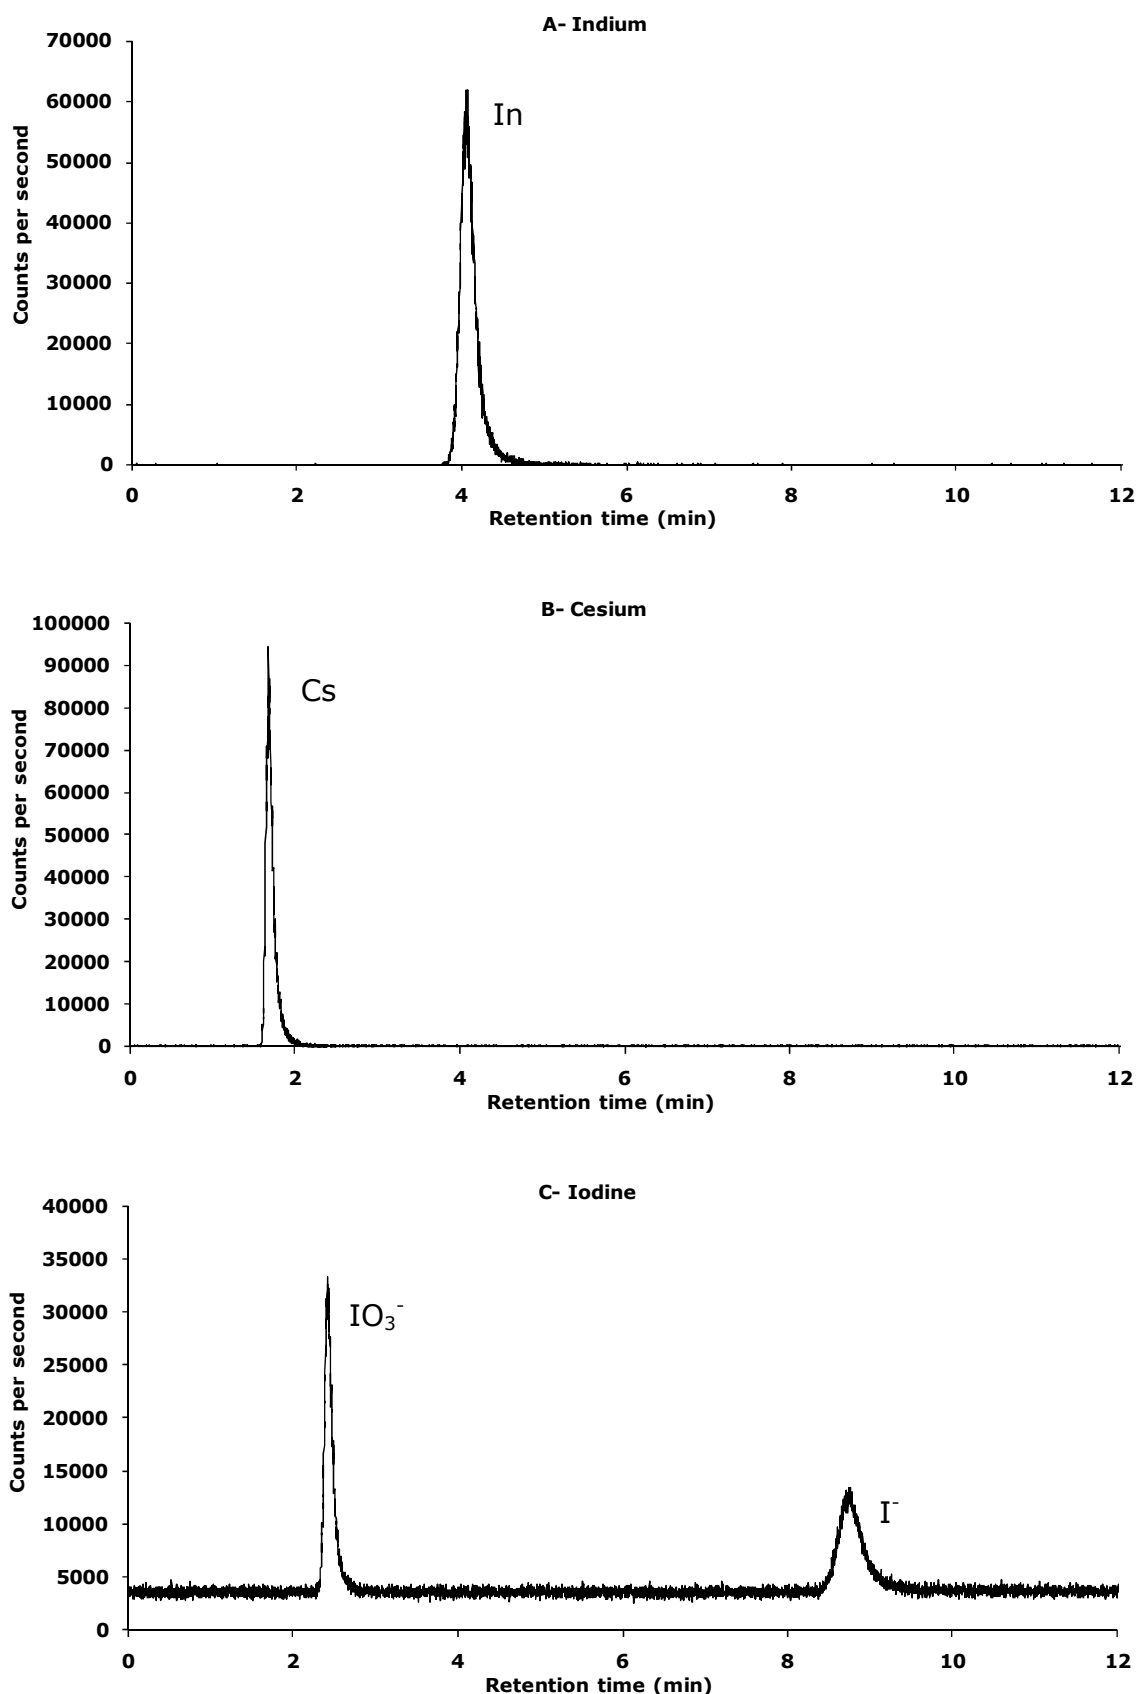 A- Indium
70000
60000
50000
40000
30000
20000
10000
0
Counts per second
In
0 2 4 6 8 10 12
Retention time (min)
B- Cesium
100000
90000
80000
70000
60000
50000
40000
30000
20000
10000
0
Counts per second
Cs
0 2 4 6 8 10 12
Retention time (min)
C- Iodine
40000
35000
30000
25000
20000
15000
10000
5000
0
Counts per second
IO₃⁻
I⁻
0 2 4 6 8 10 12
Retention time (min)